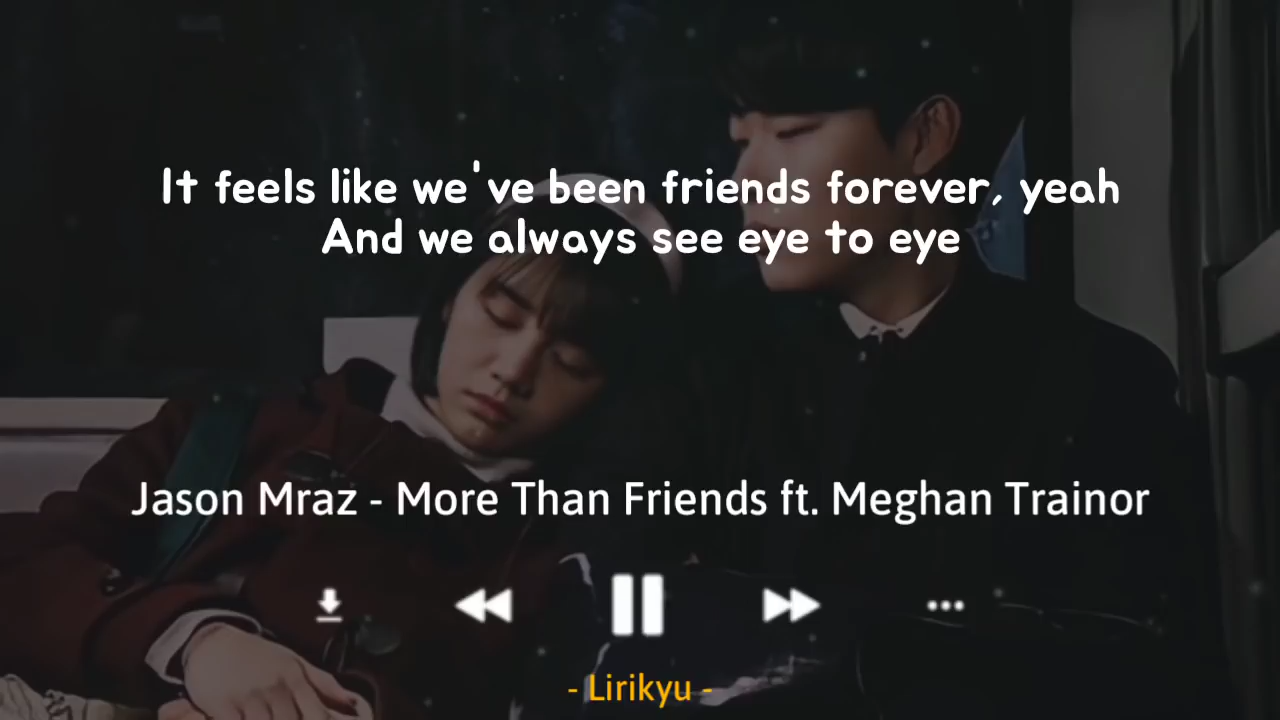 It feels like we've been friends forever, yeah
And we always see eye to eye
Jason Mraz - More Than Friends ft. Meghan Trainor
- Lirikyu -